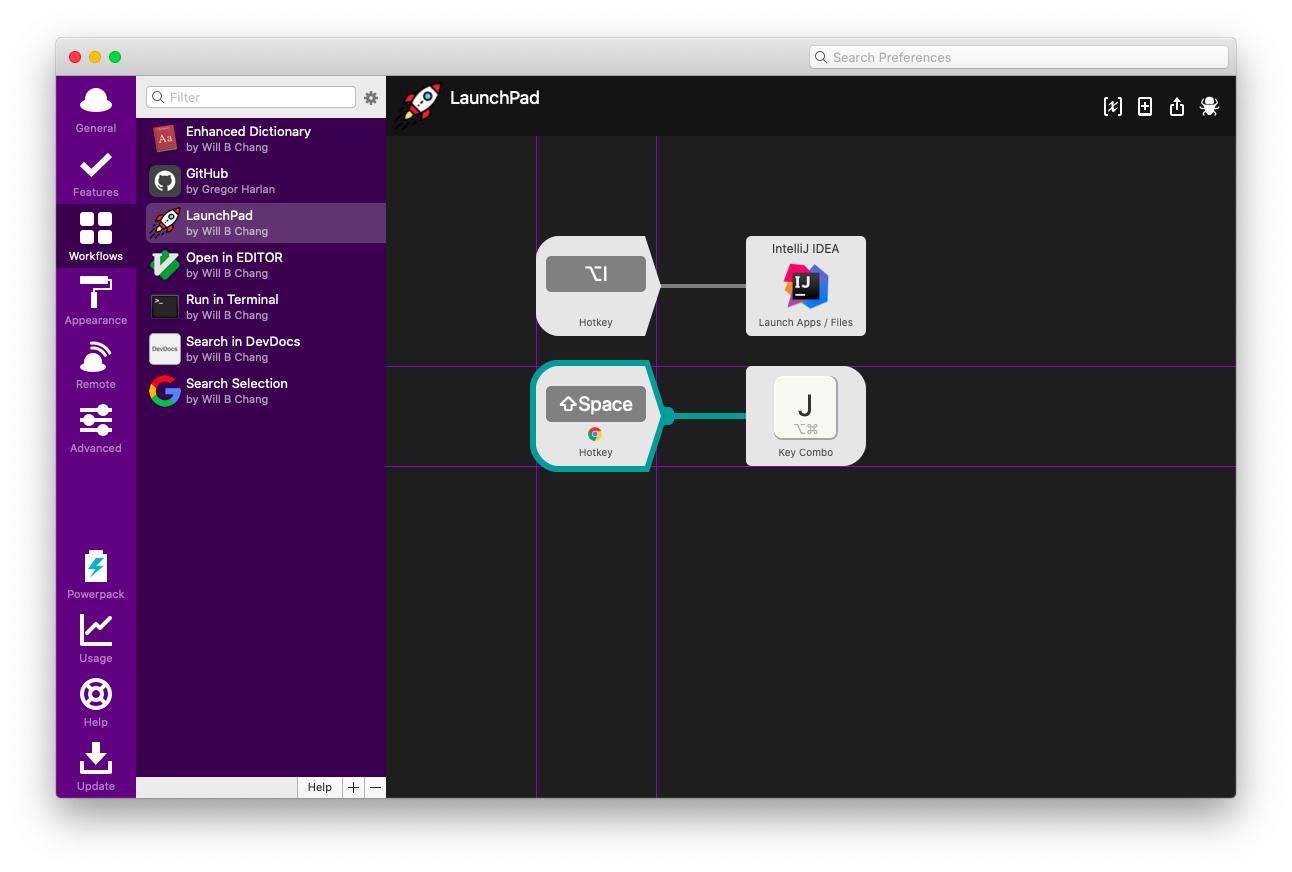 Search Preferences
General
Features
Workflows
Appearance
Remote
Advanced
Powerpack
Usage
Help
Update
Filter
Aa
Enhanced Dictionary
by Will B Chang
GitHub
by Gregor Harlan
LaunchPad
by Will B Chang
Open in EDITOR
by Will B Chang
>_
Run in Terminal
by Will B Chang
DevDocs
Search in DevDocs
by Will B Chang
Search Selection
by Will B Chang
Help + −
LaunchPad
[x]
⌥I
Hotkey
IntelliJ IDEA
IJ
Launch Apps / Files
⇧Space
Hotkey
J
⌥⌘
Key Combo